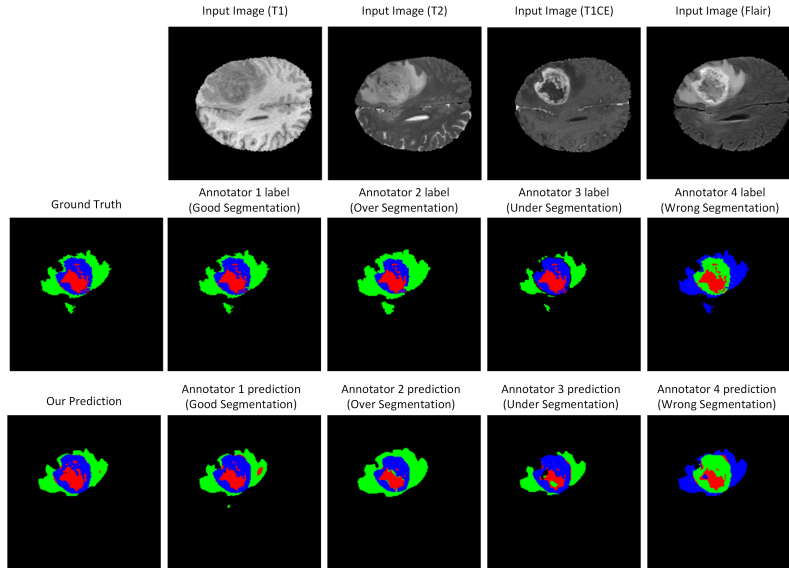 Input Image (T1)
Input Image (T2)
Input Image (T1CE)
Input Image (Flair)
Ground Truth
Annotator 1 label
(Good Segmentation)
Annotator 2 label
(Over Segmentation)
Annotator 3 label
(Under Segmentation)
Annotator 4 label
(Wrong Segmentation)
Our Prediction
Annotator 1 prediction
(Good Segmentation)
Annotator 2 prediction
(Over Segmentation)
Annotator 3 prediction
(Under Segmentation)
Annotator 4 prediction
(Wrong Segmentation)